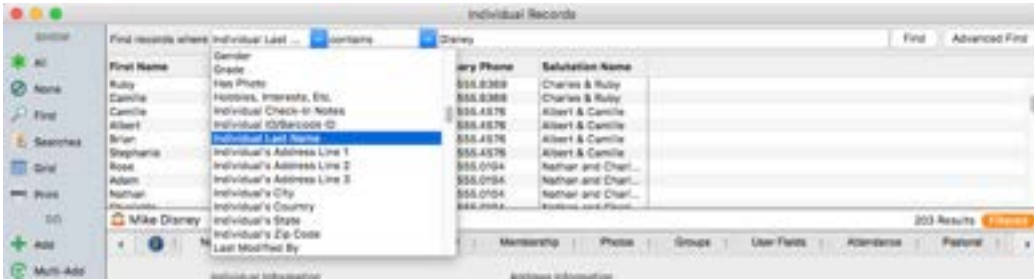 Individual Records
Find records where Individual Last ... contains Disney Find Advanced Find
All
None
Find
Searches
Grid
Print
Add
Multi-Add
First Name
Ruby
Camille
Camille
Albert
Brian
Stephanie
Rose
Adam
Nathan
Gender
Grade
Has Photo
Hobbies, Interests, Etc.
Individual Check-In Notes
Individual ID/Barcode ID
Individual Last Name
Individual's Address Line 1
Individual's Address Line 2
Individual's Address Line 3
Individual's City
Individual's Country
Individual's State
Individual's Zip Code
Last Modified By
ary Phone Salutation Name
555.8369 Charles & Ruby
555.8369 Charles & Ruby
555.4576 Albert & Camille
555.4576 Albert & Camille
555.4576 Albert & Camille
555.4576 Albert & Camille
555.0104 Nathan and Charl...
555.0104 Nathan and Charl...
555.0104 Nathan and Charl...
Mike Disney 203 Results Filtered
Membership Photos Groups User Fields Attendance Pastoral
Individual Information Address Information